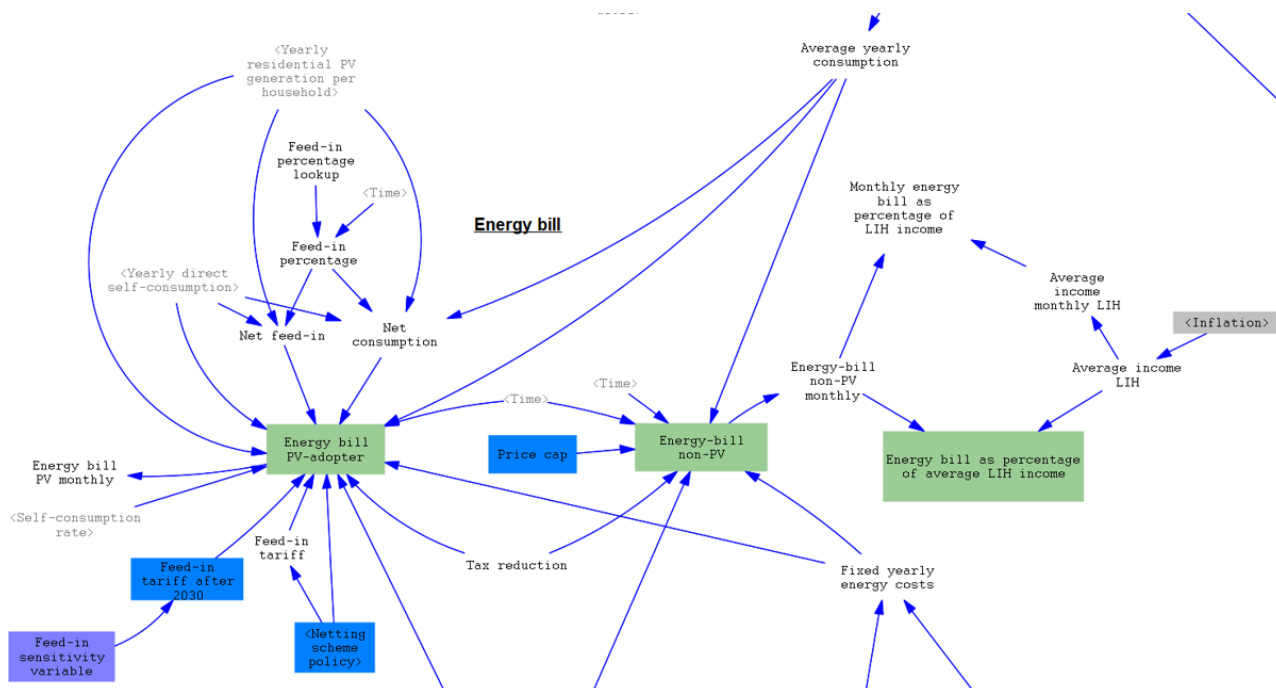 <Yearly
residential PV
generation per
household>
Average yearly
consumption
Feed-in
percentage
lookup
<Time>
Monthly energy
bill as
percentage of
LIH income
Energy bill
Feed-in
percentage
<Yearly direct
self-consumption>
Average
income
monthly LIH
<Inflation>
Net feed-in
Net
consumption
Energy-bill
non-PV
monthly
Average income
LIH
<Time>
<Time>
Energy bill
PV-adopter
Price cap
Energy-bill
non-PV
Energy bill as percentage
of average LIH income
Energy bill
PV monthly
<Self-consumption
rate>
Feed-in
tariff
Tax reduction
Fixed yearly
energy costs
Feed-in
tariff after
2030
Feed-in
sensitivity
variable
<Netting
scheme
policy>